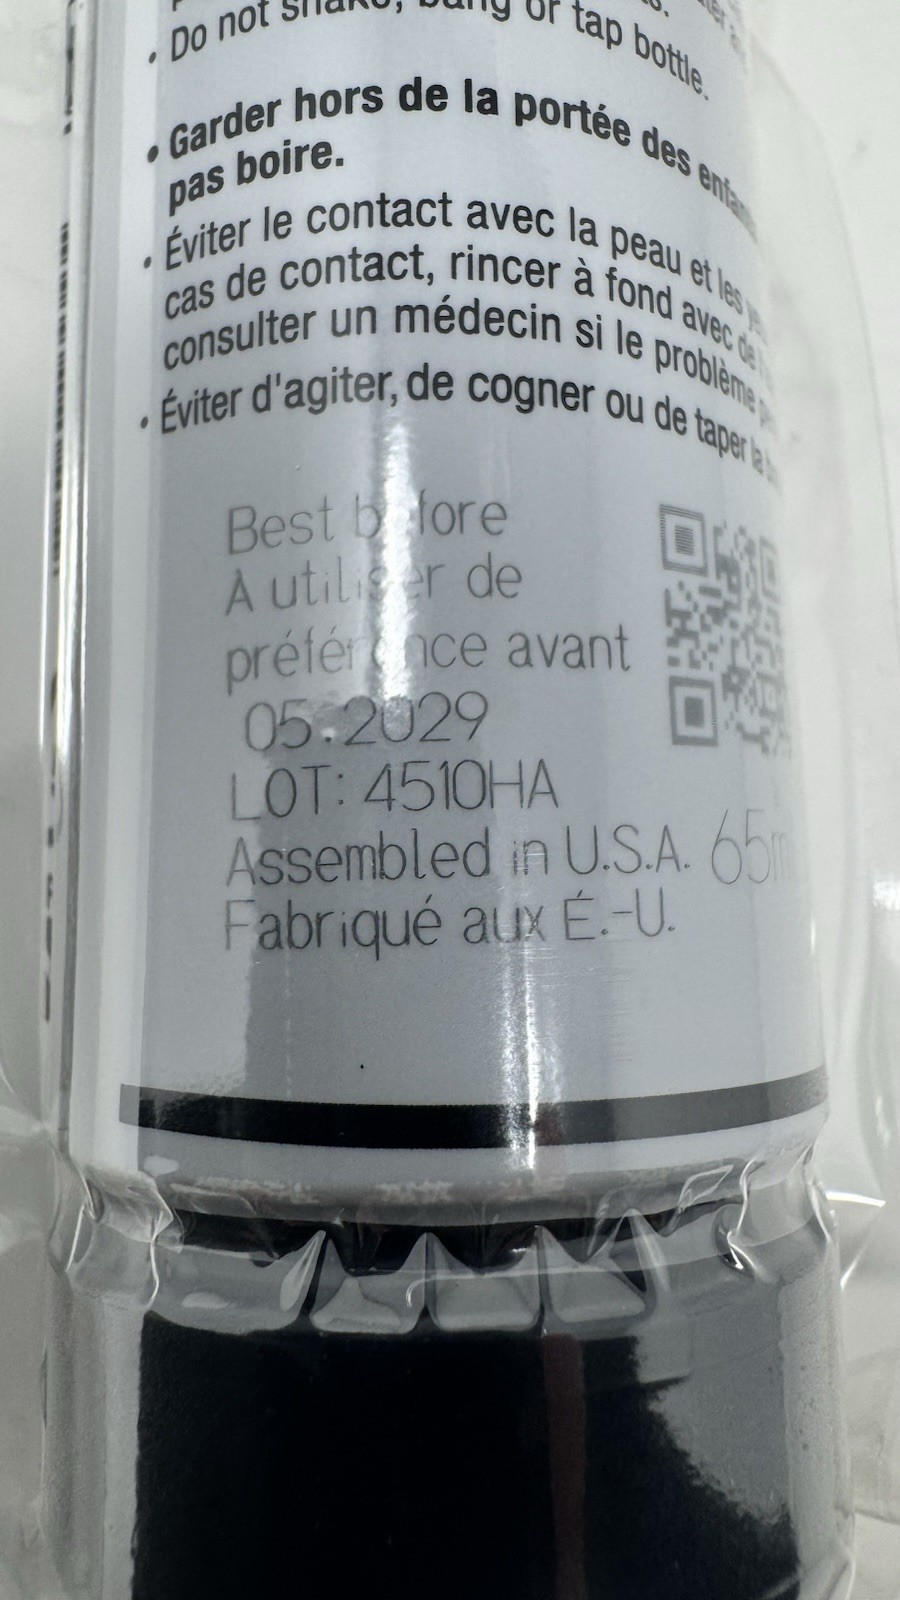 • Do not shake, bang or tap bottle.
• Garder hors de la portée des enfants
pas boire.
• Éviter le contact avec la peau et les
cas de contact, rincer à fond avec de
consulter un médecin si le problème
• Éviter d'agiter, de cogner ou de taper la
Best before
À utiliser de
préférence avant
05.2029
LOT: 4510HA
Assembled in U.S.A. 65m
Fabriqué aux É.-U.